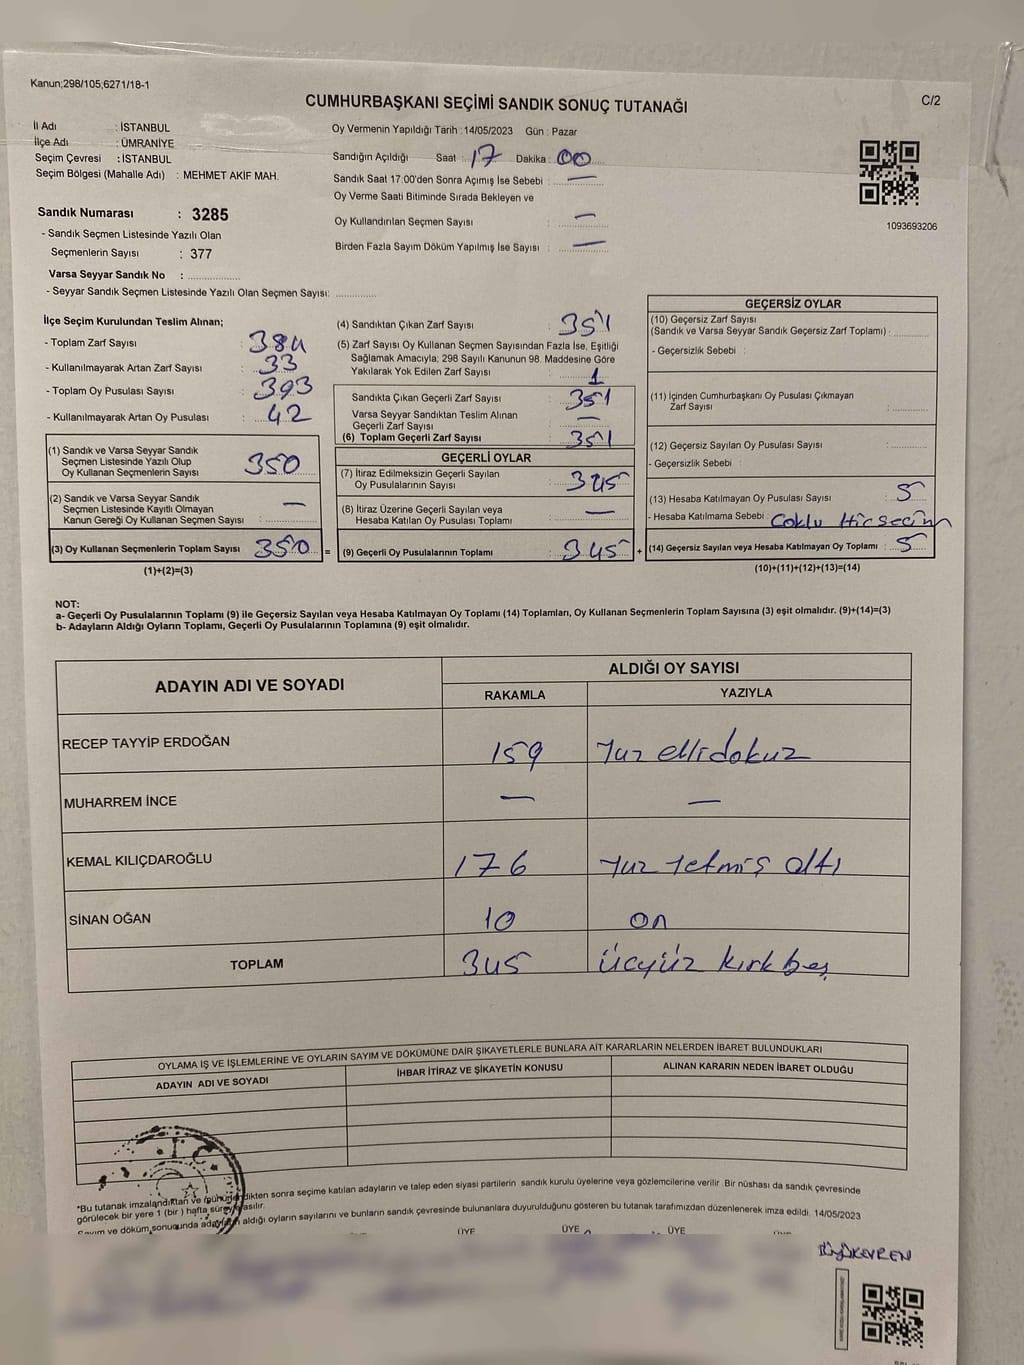 Kanun;298/105;6271/18-1
C/2
CUMHURBAŞKANI SEÇİMİ SANDIK SONUÇ TUTANAĞI
İl Adı : İSTANBUL
İlçe Adı : ÜMRANİYE
Seçim Çevresi : İSTANBUL
Seçim Bölgesi (Mahalle Adı) : MEHMET AKİF MAH.
Sandık Numarası : 3285
- Sandık Seçmen Listesinde Yazılı Olan
Seçmenlerin Sayısı : 377
Varsa Seyyar Sandık No :
- Seyyar Sandık Seçmen Listesinde Yazılı Olan Seçmen Sayısı:
Oy Vermenin Yapıldığı Tarih : 14/05/2023 Gün : Pazar
Sandığın Açıldığı Saat : 17 Dakika : 00
Sandık Saat 17:00'den Sonra Açımış İse Sebebi : —
Oy Verme Saati Bitiminde Sırada Bekleyen ve
Oy Kullandırılan Seçmen Sayısı : —
Birden Fazla Sayım Döküm Yapılmış İse Sayısı : —
1093693206
İlçe Seçim Kurulundan Teslim Alınan;
- Toplam Zarf Sayısı : 384
- Kullanılmayarak Artan Zarf Sayısı : 33
- Toplam Oy Pusulası Sayısı : 393
- Kullanılmayarak Artan Oy Pusulası : 42
(1) Sandık ve Varsa Seyyar Sandık
Seçmen Listesinde Yazılı Olup
Oy Kullanan Seçmenlerin Sayısı : 350
(2) Sandık ve Varsa Seyyar Sandık
Seçmen Listesinde Kayıtlı Olmayan
Kanun Gereği Oy Kullanan Seçmen Sayısı : —
(3) Oy Kullanan Seçmenlerin Toplam Sayısı : 350 =
(1)+(2)=(3)
(4) Sandıktan Çıkan Zarf Sayısı : 351
(5) Zarf Sayısı Oy Kullanan Seçmen Sayısından Fazla İse, Eşitliği
Sağlamak Amacıyla; 298 Sayılı Kanunun 98. Maddesine Göre
Yakılarak Yok Edilen Zarf Sayısı : 1
Sandıkta Çıkan Geçerli Zarf Sayısı : 351
Varsa Seyyar Sandıktan Teslim Alınan
Geçerli Zarf Sayısı : —
(6) Toplam Geçerli Zarf Sayısı : 351
GEÇERLİ OYLAR
(7) İtiraz Edilmeksizin Geçerli Sayılan
Oy Pusulalarının Sayısı : 345
(8) İtiraz Üzerine Geçerli Sayılan veya
Hesaba Katılan Oy Pusulası Toplamı : —
(9) Geçerli Oy Pusulalarının Toplamı : 345 +
GEÇERSİZ OYLAR
(10) Geçersiz Zarf Sayısı
(Sandık ve Varsa Seyyar Sandık Geçersiz Zarf Toplamı) :
- Geçersizlik Sebebi :
(11) İçinden Cumhurbaşkanı Oy Pusulası Çıkmayan
Zarf Sayısı :
(12) Geçersiz Sayılan Oy Pusulası Sayısı :
- Geçersizlik Sebebi :
(13) Hesaba Katılmayan Oy Pusulası Sayısı : 5
- Hesaba Katılmama Sebebi :
(14) Geçersiz Sayılan veya Hesaba Katılmayan Oy Toplamı : 5
(10)+(11)+(12)+(13)=(14)
NOT:
a- Geçerli Oy Pusulalarının Toplamı (9) ile Geçersiz Sayılan veya Hesaba Katılmayan Oy Toplamı (14) Toplamları, Oy Kullanan Seçmenlerin Toplam Sayısına (3) eşit olmalıdır. (9)+(14)=(3)
b- Adayların Aldığı Oyların Toplamı, Geçerli Oy Pusulalarının Toplamına (9) eşit olmalıdır.
ADAYIN ADI VE SOYADI
ALDIĞI OY SAYISI
RAKAMLA YAZIYLA
RECEP TAYYİP ERDOĞAN 159 Yuz ellidokuz
MUHARREM İNCE — —
KEMAL KILIÇDAROĞLU 176 Yuz Yetmiş altı
SİNAN OĞAN 10 on
TOPLAM 345 üçyüz kırk beş
OYLAMA İŞ VE İŞLEMLERİNE VE OYLARIN SAYIM VE DÖKÜMÜNE DAİR ŞİKAYETLERLE BUNLARA AİT KARARLARIN NELERDEN İBARET BULUNDUKLARI
ADAYIN ADI VE SOYADI İHBAR İTİRAZ VE ŞİKAYETİN KONUSU ALINAN KARARIN NEDEN İBARET OLDUĞU
*Bu tutanak imzalandıktan ve mühürlendikten sonra seçime katılan adayların ve talep eden siyasi partilerin sandık kurulu üyelerine veya gözlemcilerine verilir. Bir nüshası da sandık çevresinde
görülecek bir yere 1 (bir) hafta süreyle asılır.
Sayım ve döküm sonucunda adayların aldığı oyların sayılarını ve bunların sandık çevresinde bulunanlara duyurulduğunu gösteren bu tutanak tarafımızdan düzenlenerek imza edildi. 14/05/2023
ÜYE ÜYE ÜYE